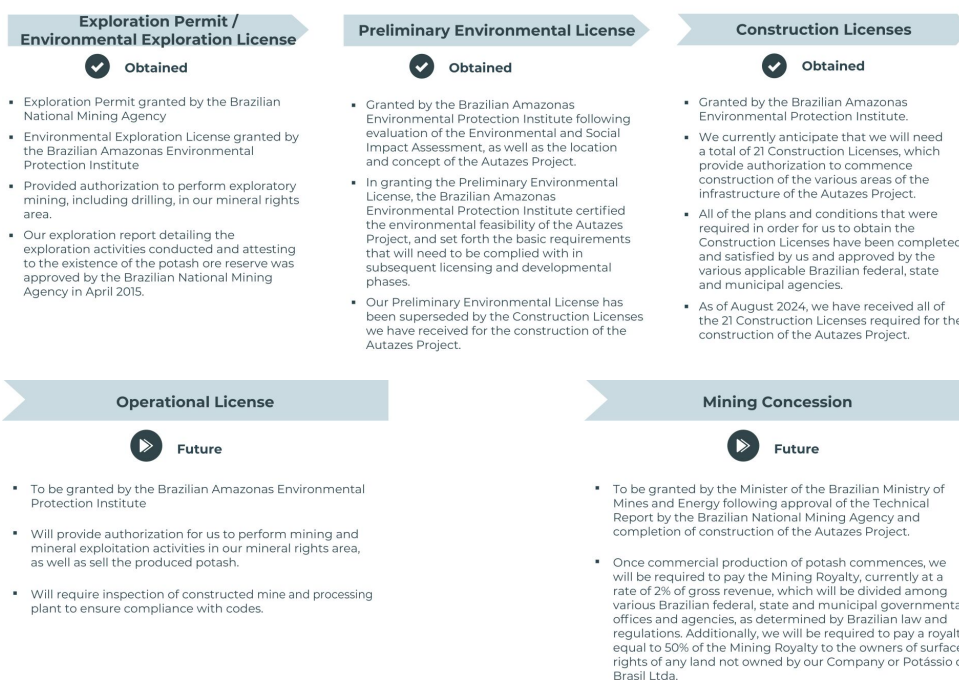 Exploration Permit /
Environmental Exploration License
Obtained
▪ Exploration Permit granted by the Brazilian
National Mining Agency
▪ Environmental Exploration License granted by
the Brazilian Amazonas Environmental
Protection Institute
▪ Provided authorization to perform exploratory
mining, including drilling, in our mineral rights
area.
▪ Our exploration report detailing the
exploration activities conducted and attesting
to the existence of the potash ore reserve was
approved by the Brazilian National Mining
Agency in April 2015.
Preliminary Environmental License
Obtained
▪ Granted by the Brazilian Amazonas
Environmental Protection Institute following
evaluation of the Environmental and Social
Impact Assessment, as well as the location
and concept of the Autazes Project.
▪ In granting the Preliminary Environmental
License, the Brazilian Amazonas
Environmental Protection Institute certified
the environmental feasibility of the Autazes
Project, and set forth the basic requirements
that will need to be complied with in
subsequent licensing and developmental
phases.
▪ Our Preliminary Environmental License has
been superseded by the Construction Licenses
we have received for the construction of the
Autazes Project.
Construction Licenses
Obtained
▪ Granted by the Brazilian Amazonas
Environmental Protection Institute.
▪ We currently anticipate that we will need
a total of 21 Construction Licenses, which
provide authorization to commence
construction of the various areas of the
infrastructure of the Autazes Project.
▪ All of the plans and conditions that were
required in order for us to obtain the
Construction Licenses have been completed
and satisfied by us and approved by the
various applicable Brazilian federal, state
and municipal agencies.
▪ As of August 2024, we have received all of
the 21 Construction Licenses required for the
construction of the Autazes Project.
Operational License
Future
▪ To be granted by the Brazilian Amazonas Environmental
Protection Institute
▪ Will provide authorization for us to perform mining and
mineral exploitation activities in our mineral rights area,
as well as sell the produced potash.
▪ Will require inspection of constructed mine and processing
plant to ensure compliance with codes.
Mining Concession
Future
▪ To be granted by the Minister of the Brazilian Ministry of
Mines and Energy following approval of the Technical
Report by the Brazilian National Mining Agency and
completion of construction of the Autazes Project.
▪ Once commercial production of potash commences, we
will be required to pay the Mining Royalty, currently at a
rate of 2% of gross revenue, which will be divided among
various Brazilian federal, state and municipal governmenta
offices and agencies, as determined by Brazilian law and
regulations. Additionally, we will be required to pay a royalt
equal to 50% of the Mining Royalty to the owners of surface
rights of any land not owned by our Company or Potássio d
Brasil Ltda.